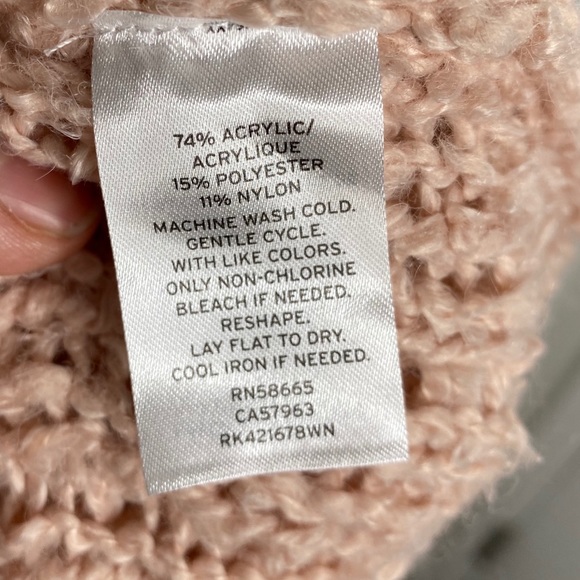 74% ACRYLIC/
ACRYLIQUE
15% POLYESTER
11% NYLON
MACHINE WASH COLD.
GENTLE CYCLE.
WITH LIKE COLORS.
ONLY NON-CHLORINE
BLEACH IF NEEDED.
RESHAPE.
LAY FLAT TO DRY.
COOL IRON IF NEEDED.
RN58665
CA57963
RK421678WN